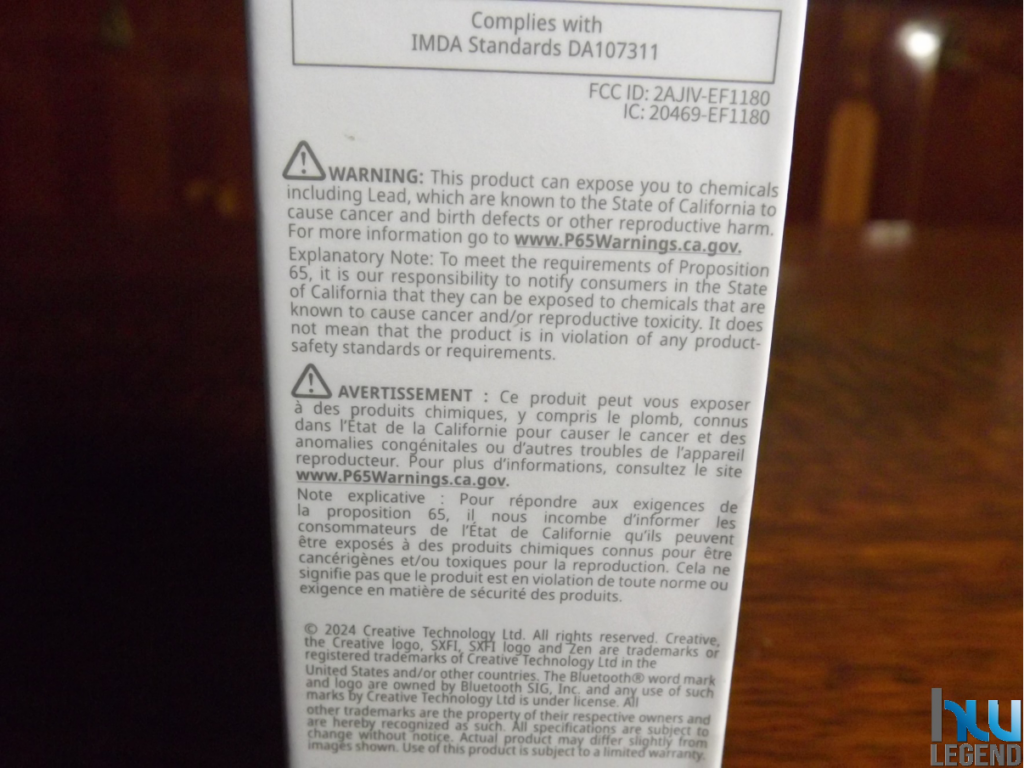 Complies with
IMDA Standards DA107311
FCC ID: 2AJIV-EF1180
IC: 20469-EF1180
WARNING: This product can expose you to chemicals
including Lead, which are known to the State of California to
cause cancer and birth defects or other reproductive harm.
For more information go to www.P65Warnings.ca.gov.
Explanatory Note: To meet the requirements of Proposition
65, it is our responsibility to notify consumers in the State
of California that they can be exposed to chemicals that are
known to cause cancer and/or reproductive toxicity. It does
not mean that the product is in violation of any product-
safety standards or requirements.
AVERTISSEMENT : Ce produit peut vous exposer
à des produits chimiques, y compris le plomb, connus
dans l'État de la Californie pour causer le cancer et des
anomalies congénitales ou d'autres troubles de l'appareil
reproducteur. Pour plus d'informations, consultez le site
www.P65Warnings.ca.gov.
Note explicative : Pour répondre aux exigences de
la proposition 65, il nous incombe d'informer les
consommateurs de l'État de Californie qu'ils peuvent
être exposés à des produits chimiques connus pour être
cancérigènes et/ou toxiques pour la reproduction. Cela ne
signifie pas que le produit est en violation de toute norme ou
exigence en matière de sécurité des produits.
© 2024 Creative Technology Ltd. All rights reserved. Creative,
the Creative logo, SXFI, SXFI logo and Zen are trademarks or
registered trademarks of Creative Technology Ltd in the
United States and/or other countries. The Bluetooth® word mark
and logo are owned by Bluetooth SIG, Inc. and any use of such
marks by Creative Technology Ltd is under license. All
other trademarks are the property of their respective owners and
are hereby recognized as such. All specifications are subject to
change without notice. Actual product may differ slightly from
images shown. Use of this product is subject to a limited warranty.
HW
LEGEND